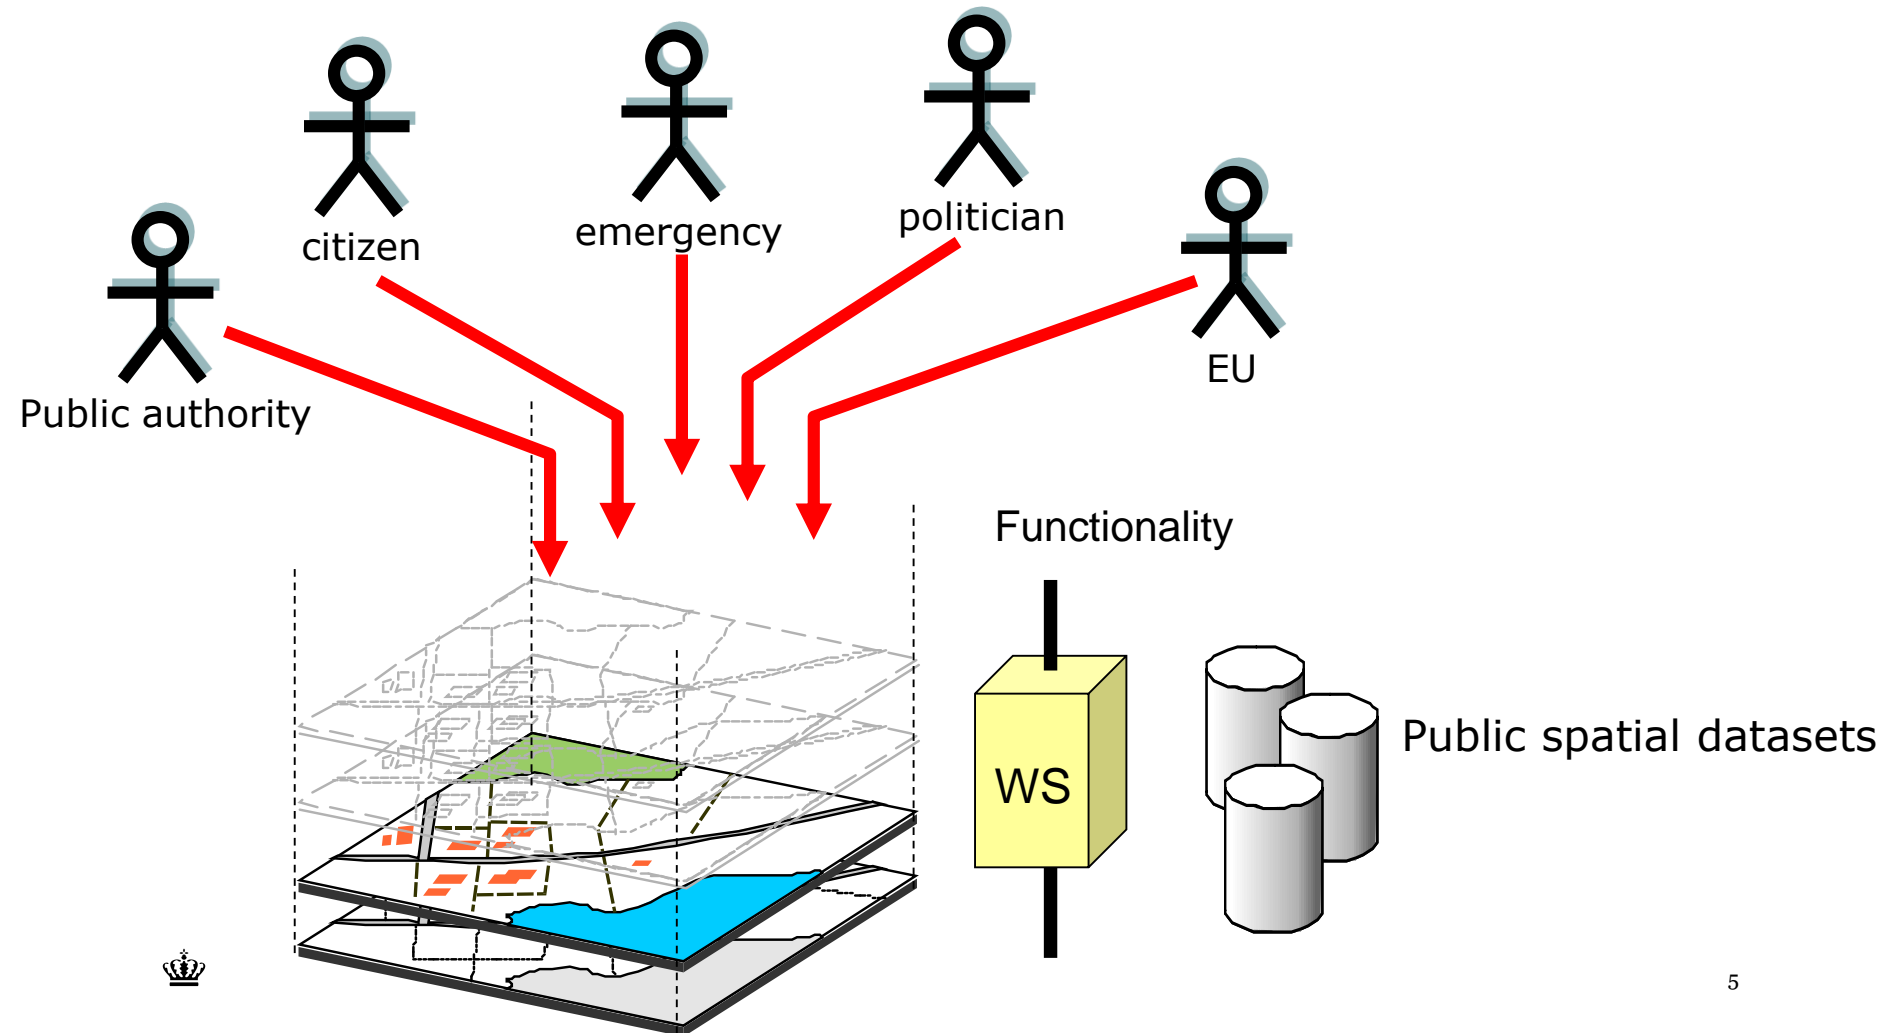 politician
emergency
citizen
EU
Public authority
Functionality
Public spatial datasets
WS
5